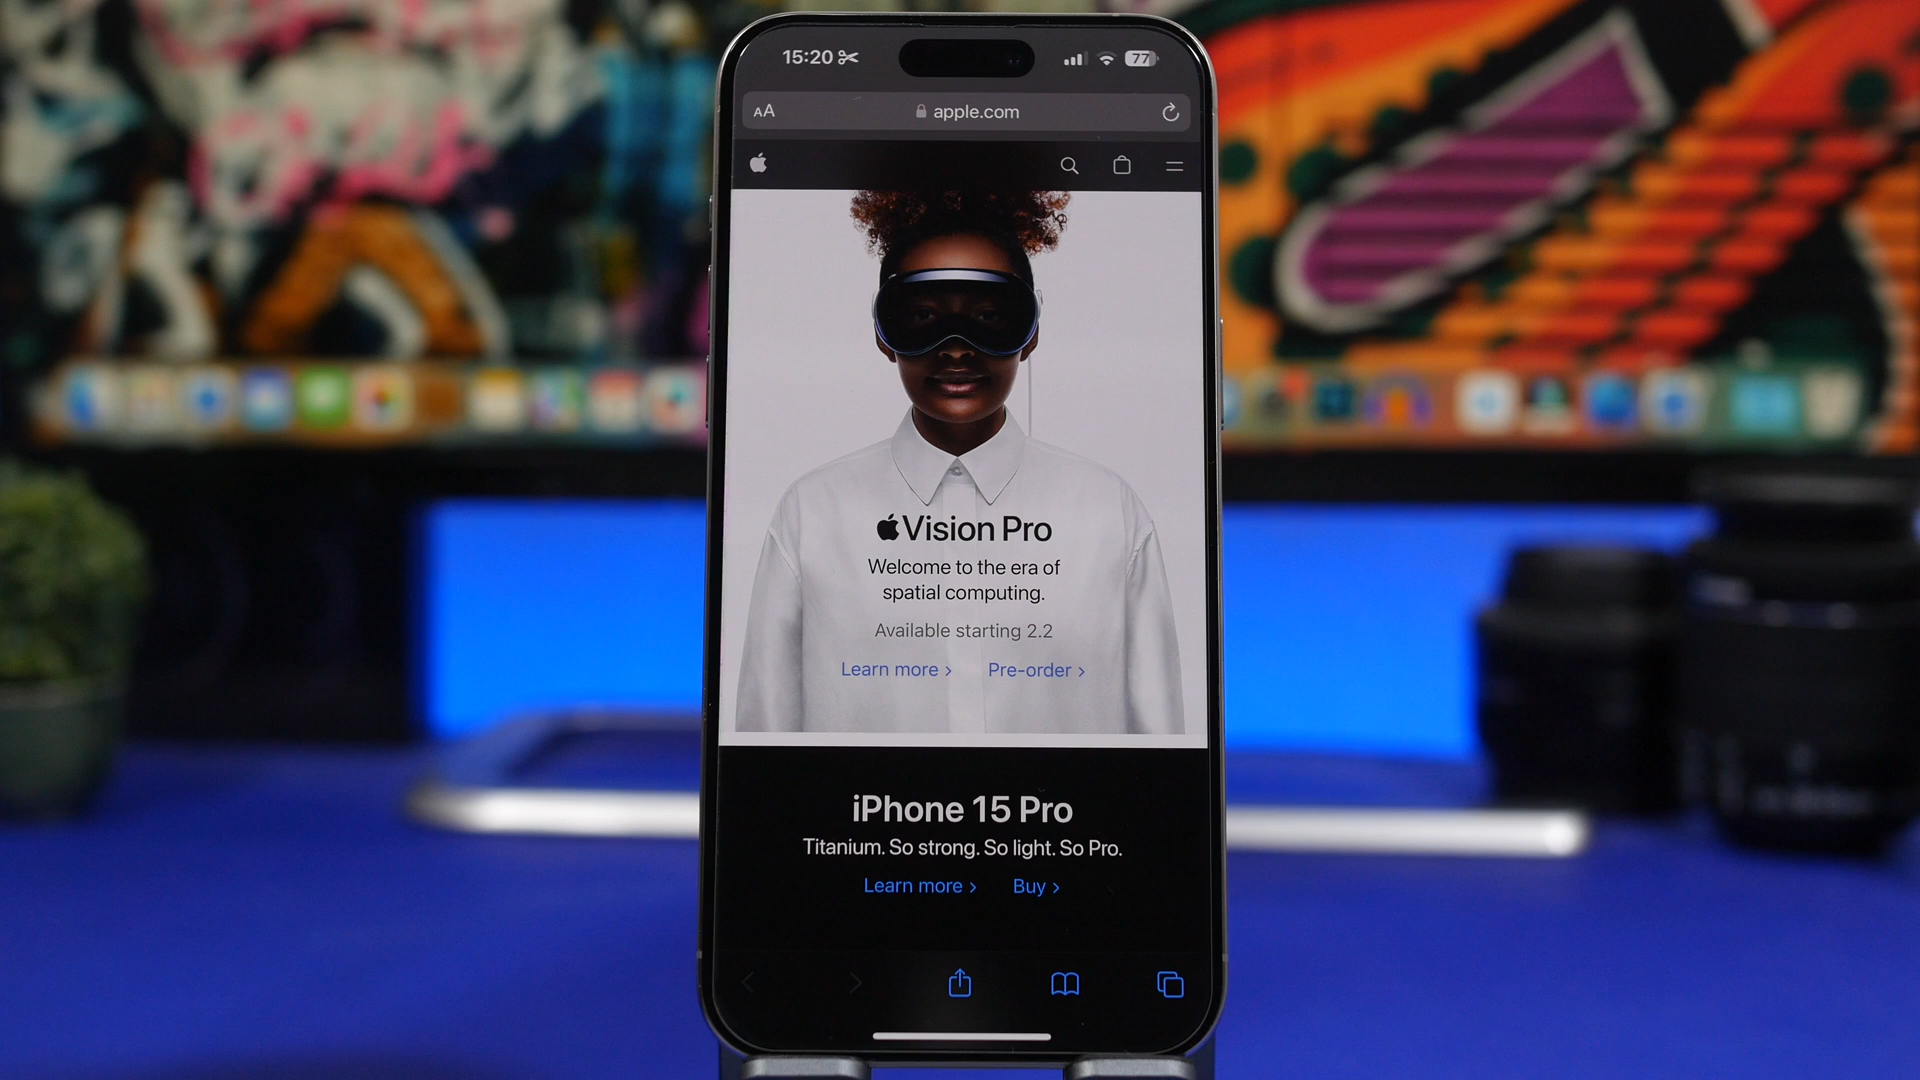 15:20
77
AA
apple.com
Vision Pro
Welcome to the era of
spatial computing.
Available starting 2.2
Learn more >
Pre-order >
iPhone 15 Pro
Titanium. So strong. So light. So Pro.
Learn more >
Buy >